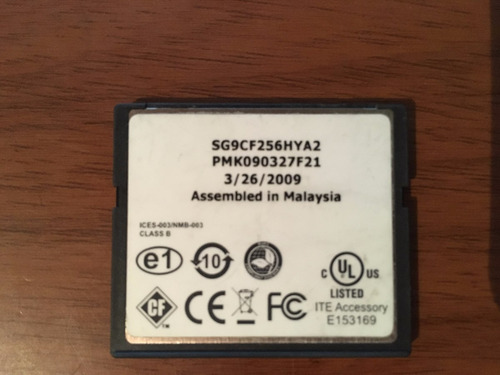 SG9CF256HYA2
PMK090327F21
3/26/2009
Assembled in Malaysia
ICES-003/NMB-003
CLASS B
e1
10
C UL US
LISTED
ITE Accessory
E153169
CF TM
CE
FC